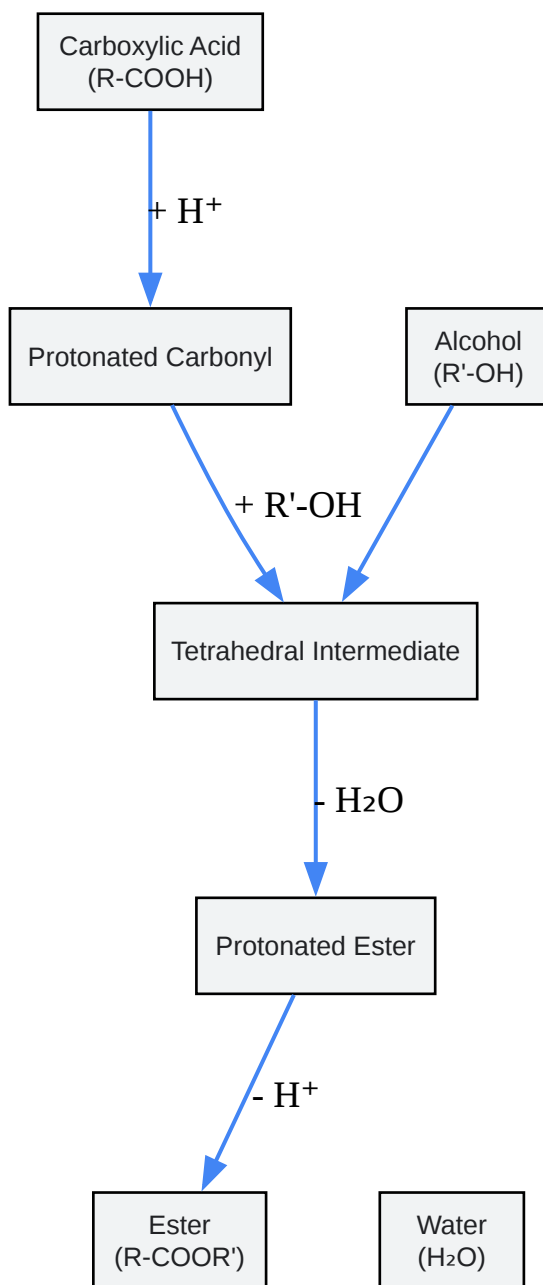 Carboxylic Acid
(R-COOH)
+ H⁺
Protonated Carbonyl
Alcohol
(R'-OH)
+ R'-OH
Tetrahedral Intermediate
- H₂O
Protonated Ester
- H⁺
Ester
(R-COOR')
Water
(H₂O)